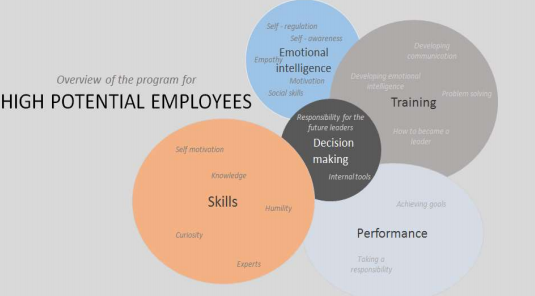 Overview of the program for
HIGH POTENTIAL EMPLOYEES
Self - regulation
Self - awareness
Emotional
Empathy
intelligence
Motivation
Social skills
Developing
communication
Developing emotional
intelligence
Problem solving
Training
How to become a
leader
Responsibility for the
future leaders
Decision
making
Internal tools
Self motivation
Knowledge
Skills
Humility
Curiosity
Experts
Achieving goals
Performance
Taking a
responsibility